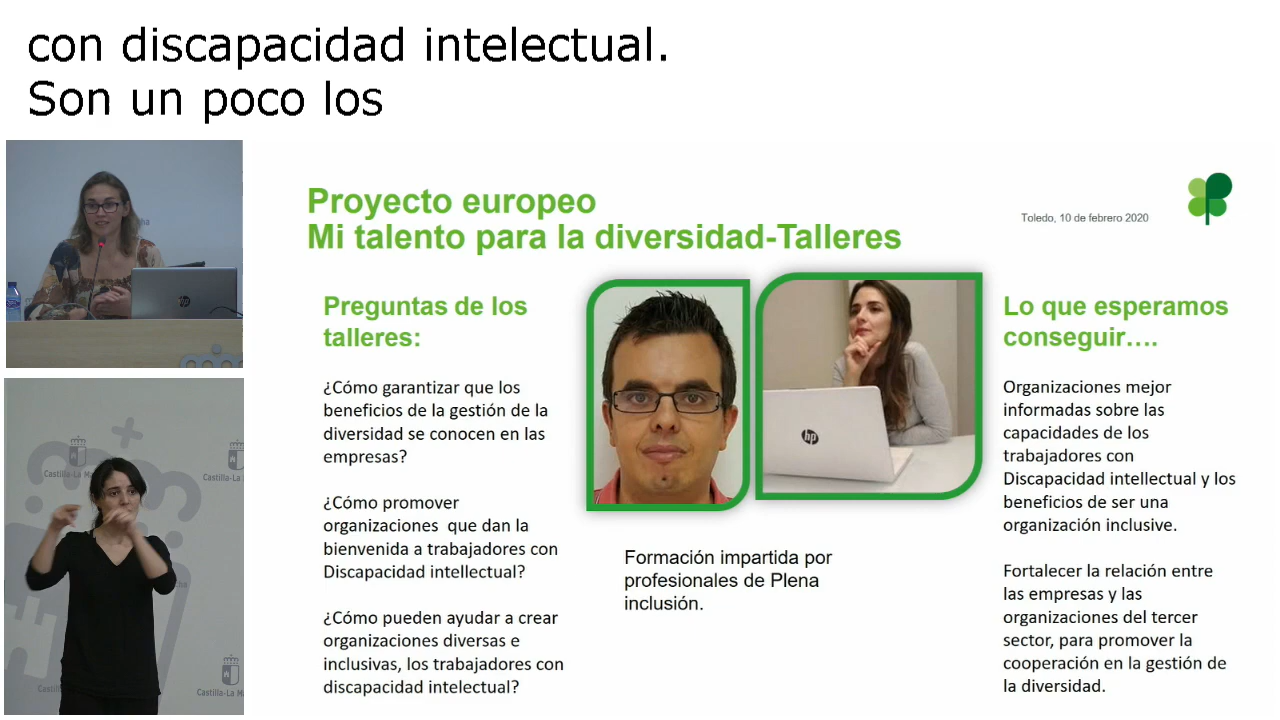 con discapacidad intelectual.
Son un poco los
Proyecto europeo
Mi talento para la diversidad-Talleres
Toledo, 10 de febrero 2020
Preguntas de los
talleres:
¿Cómo garantizar que los
beneficios de la gestión de la
diversidad se conocen en las
empresas?
¿Cómo promover
organizaciones que dan la
bienvenida a trabajadores con
Discapacidad intellectual?
¿Cómo pueden ayudar a crear
organizaciones diversas e
inclusivas, los trabajadores con
discapacidad intelectual?
hp
hp
Formación impartida por
profesionales de Plena
inclusión.
Lo que esperamos
conseguir....
Organizaciones mejor
informadas sobre las
capacidades de los
trabajadores con
Discapacidad intellectual y los
beneficios de ser una
organización inclusive.
Fortalecer la relación entre
las empresas y las
organizaciones del tercer
sector, para promover la
cooperación en la gestión de
la diversidad.
Castilla-La Ma
Castilla-La
Castilla-La M